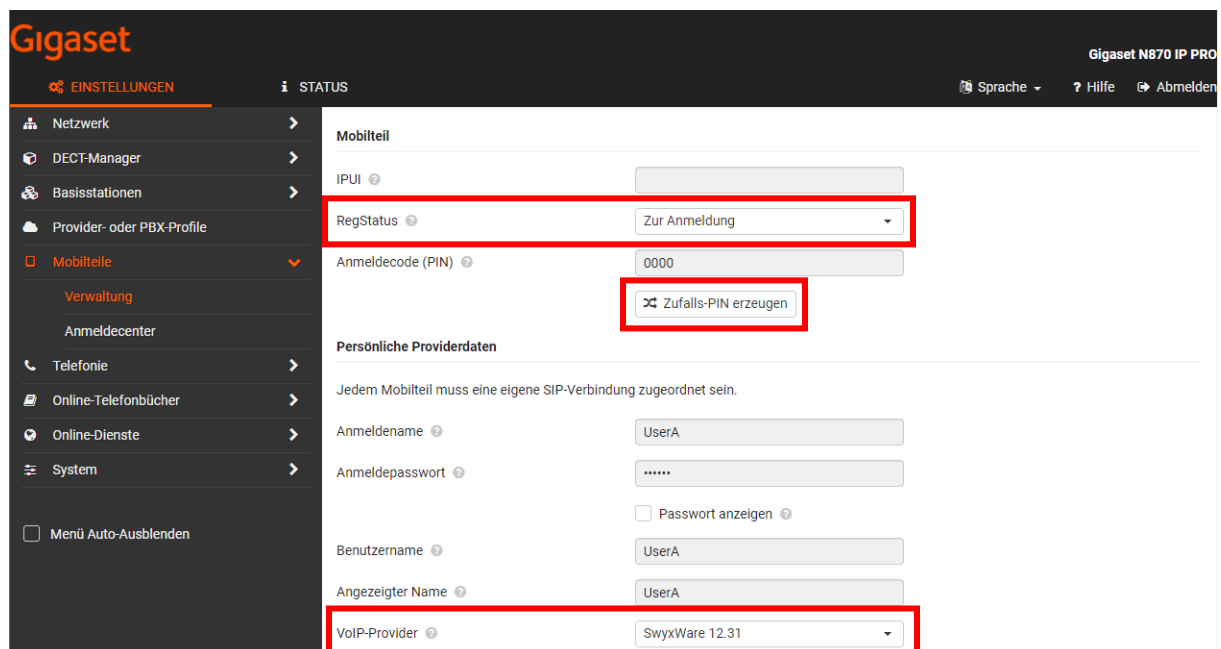 Gigaset
Gigaset N870 IP PRO
EINSTELLUNGEN
STATUS
Sprache
? Hilfe
Abmelden
Netzwerk
DECT-Manager
Basisstationen
Provider- oder PBX-Profile
Mobilteile
Verwaltung
Anmeldecenter
Telefonie
Online-Telefonbücher
Online-Dienste
System
Menü Auto-Ausblenden
Mobilteil
IPUI
RegStatus Zur Anmeldung
Anmeldecode (PIN) 0000
Zufalls-PIN erzeugen
Persönliche Providerdaten
Jedem Mobilteil muss eine eigene SIP-Verbindung zugeordnet sein.
Anmeldename UserA
Anmeldepasswort ••••••
Passwort anzeigen
Benutzername UserA
Angezeigter Name UserA
VoIP-Provider SwyxWare 12.31